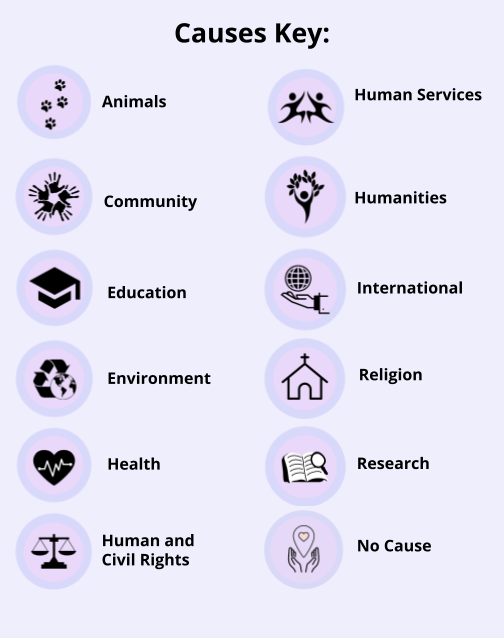 Causes Key:
Animals
Human Services
Community
Humanities
Education
International
Environment
Religion
Health
Research
Human and
Civil Rights
No Cause